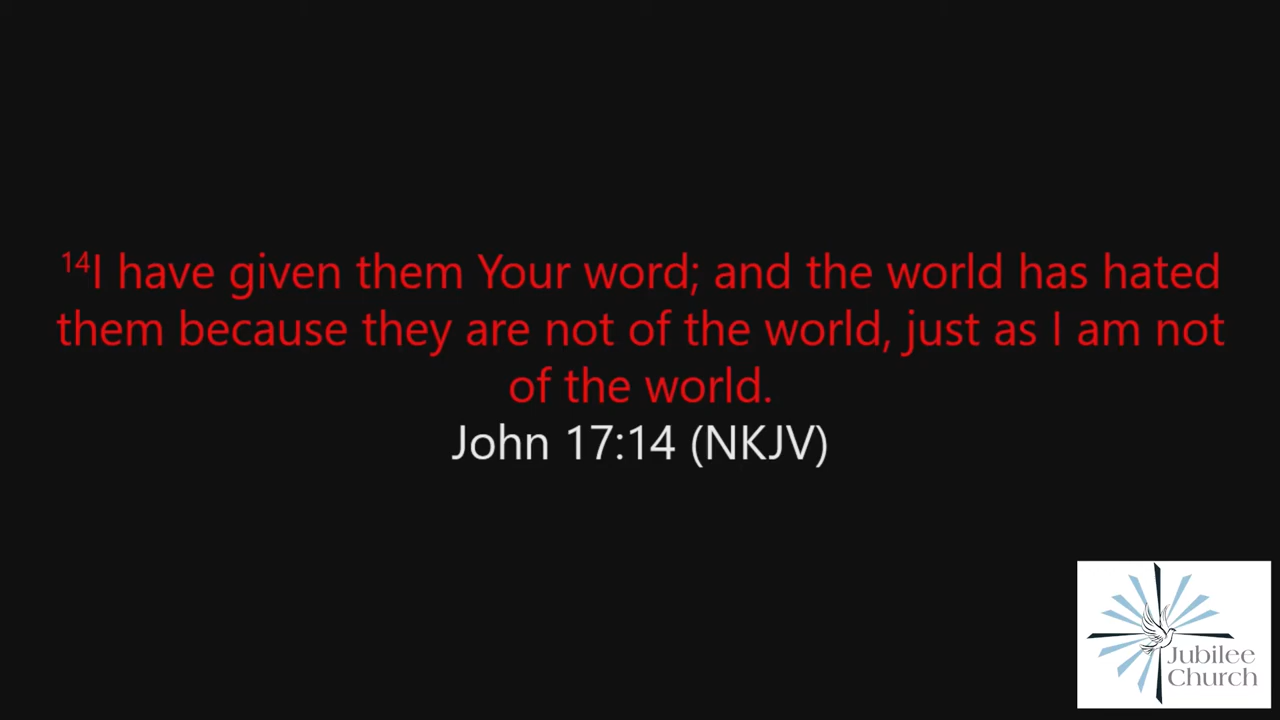 ¹⁴I have given them Your word; and the world has hated
them because they are not of the world, just as I am not
of the world.
John 17:14 (NKJV)
Jubilee
Church